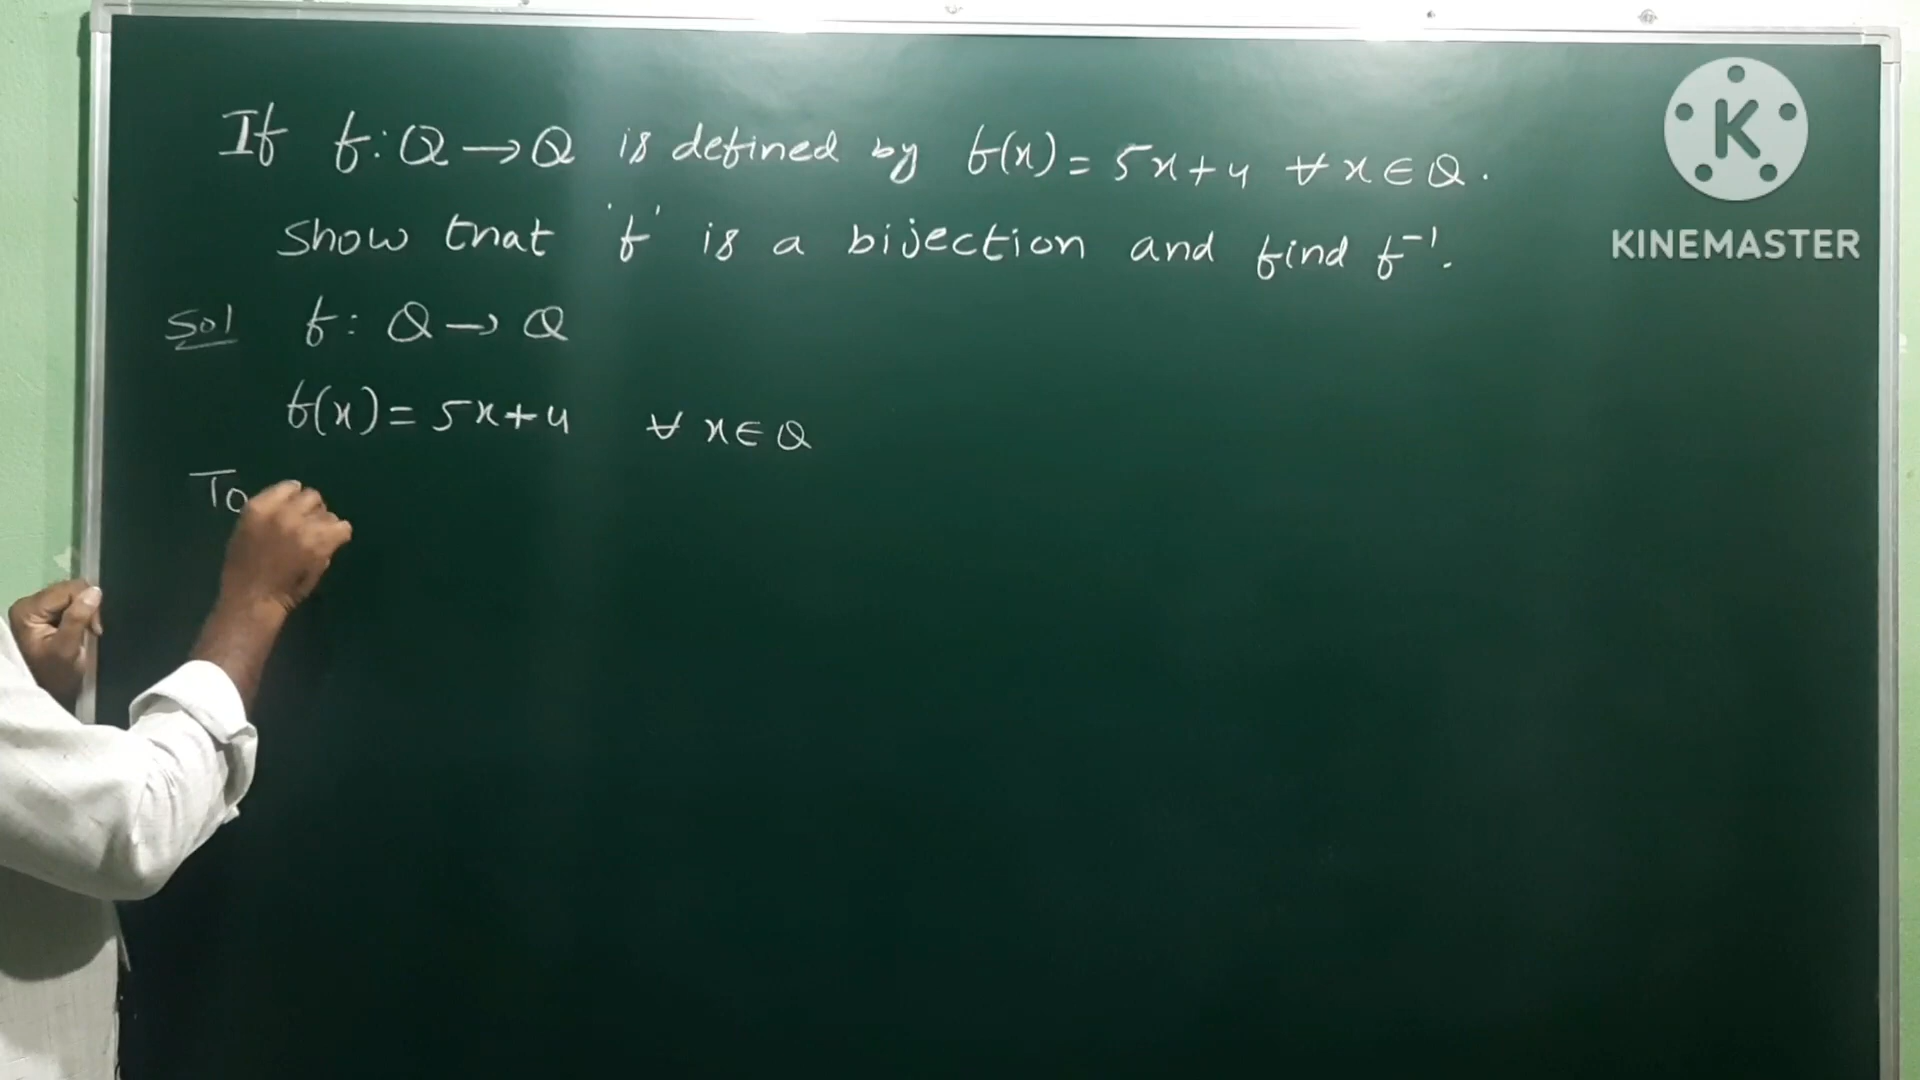 If f: Q → Q is defined by f(x) = 5x+4 ∀ x ∈ Q.
Show that 'f' is a bijection and find f⁻¹.
Sol f: Q → Q
f(x) = 5x+4 ∀ x ∈ Q
To
K
KINEMASTER